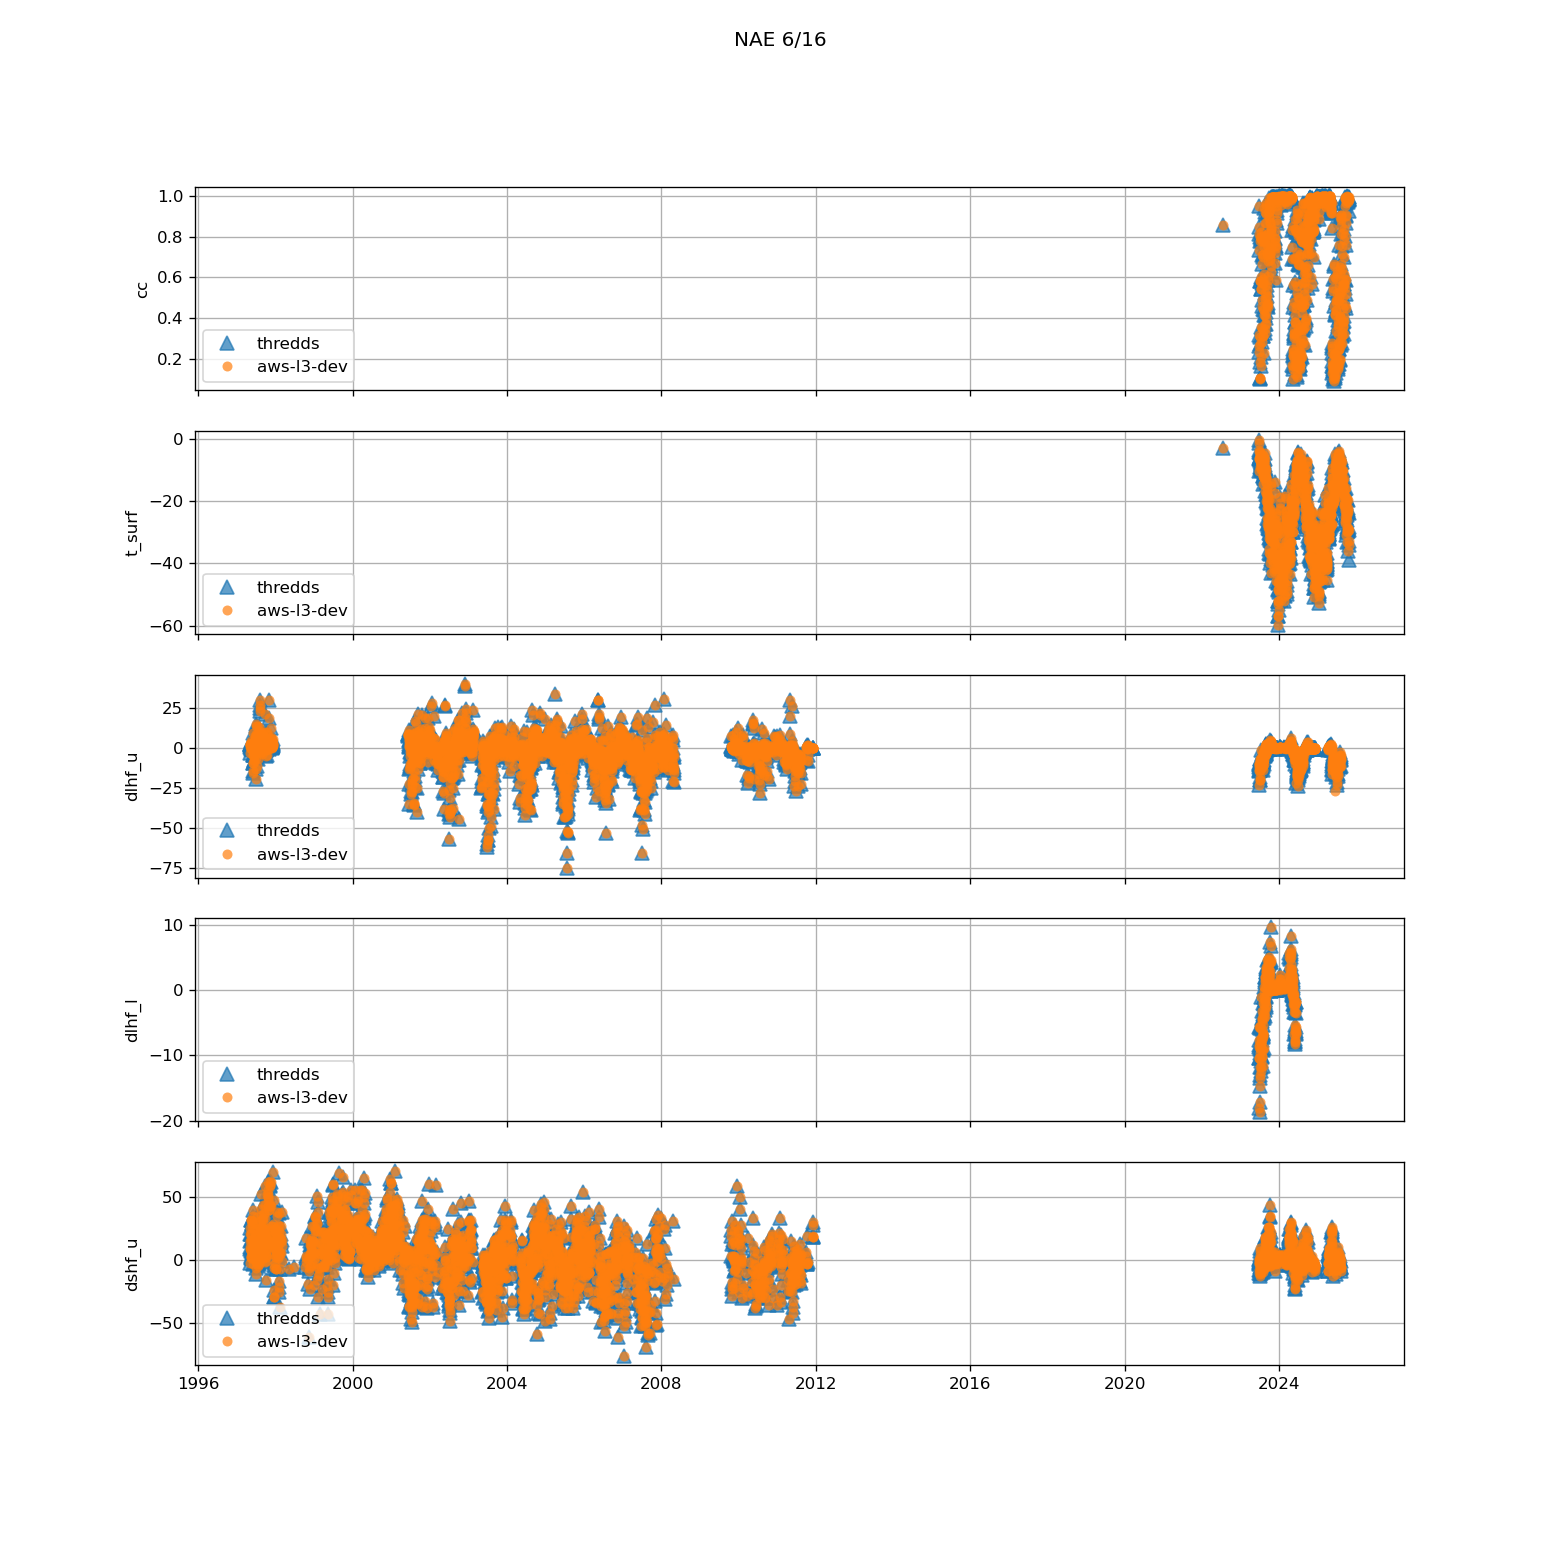 NAE 6/16
1.0
0.8
0.6
0.4
0.2
cc
thredds
aws-l3-dev
0
−20
−40
−60
t_surf
thredds
aws-l3-dev
25
0
−25
−50
−75
dlhf_u
thredds
aws-l3-dev
10
0
−10
−20
dlhf_l
thredds
aws-l3-dev
50
0
−50
dshf_u
thredds
aws-l3-dev
1996 2000 2004 2008 2012 2016 2020 2024